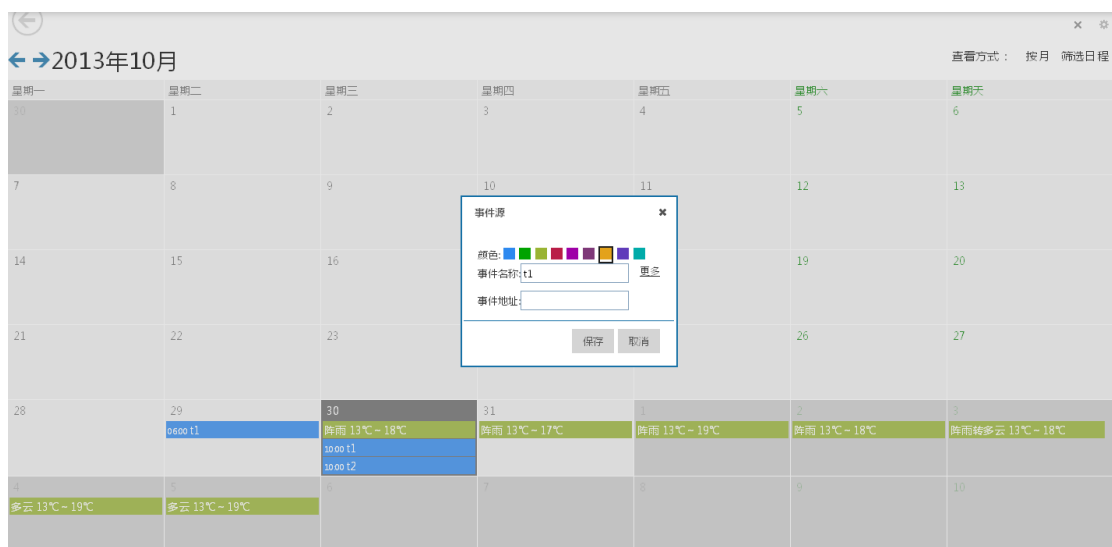 2013年10月
查看方式： 按月 筛选日程
星期一 星期二 星期三 星期四 星期五 星期六 星期天
30 1 2 3 4 5 6
7 8 9 10 11 12 13
事件源
颜色:
事件名称: t1 更多
事件地址:
保存 取消
14 15 16 19 20
21 22 23 26 27
28 29 30 31 1 2 3
阵雨 13℃ ~ 18℃ 阵雨 13℃ ~ 17℃ 阵雨 13℃ ~ 19℃ 阵雨 13℃ ~ 18℃ 阵雨转多云 13℃ ~ 18℃
06:00 t1 10:00 t1
10:00 t2
4 5 6 7 8 9 10
多云 13℃ ~ 19℃ 多云 13℃ ~ 19℃